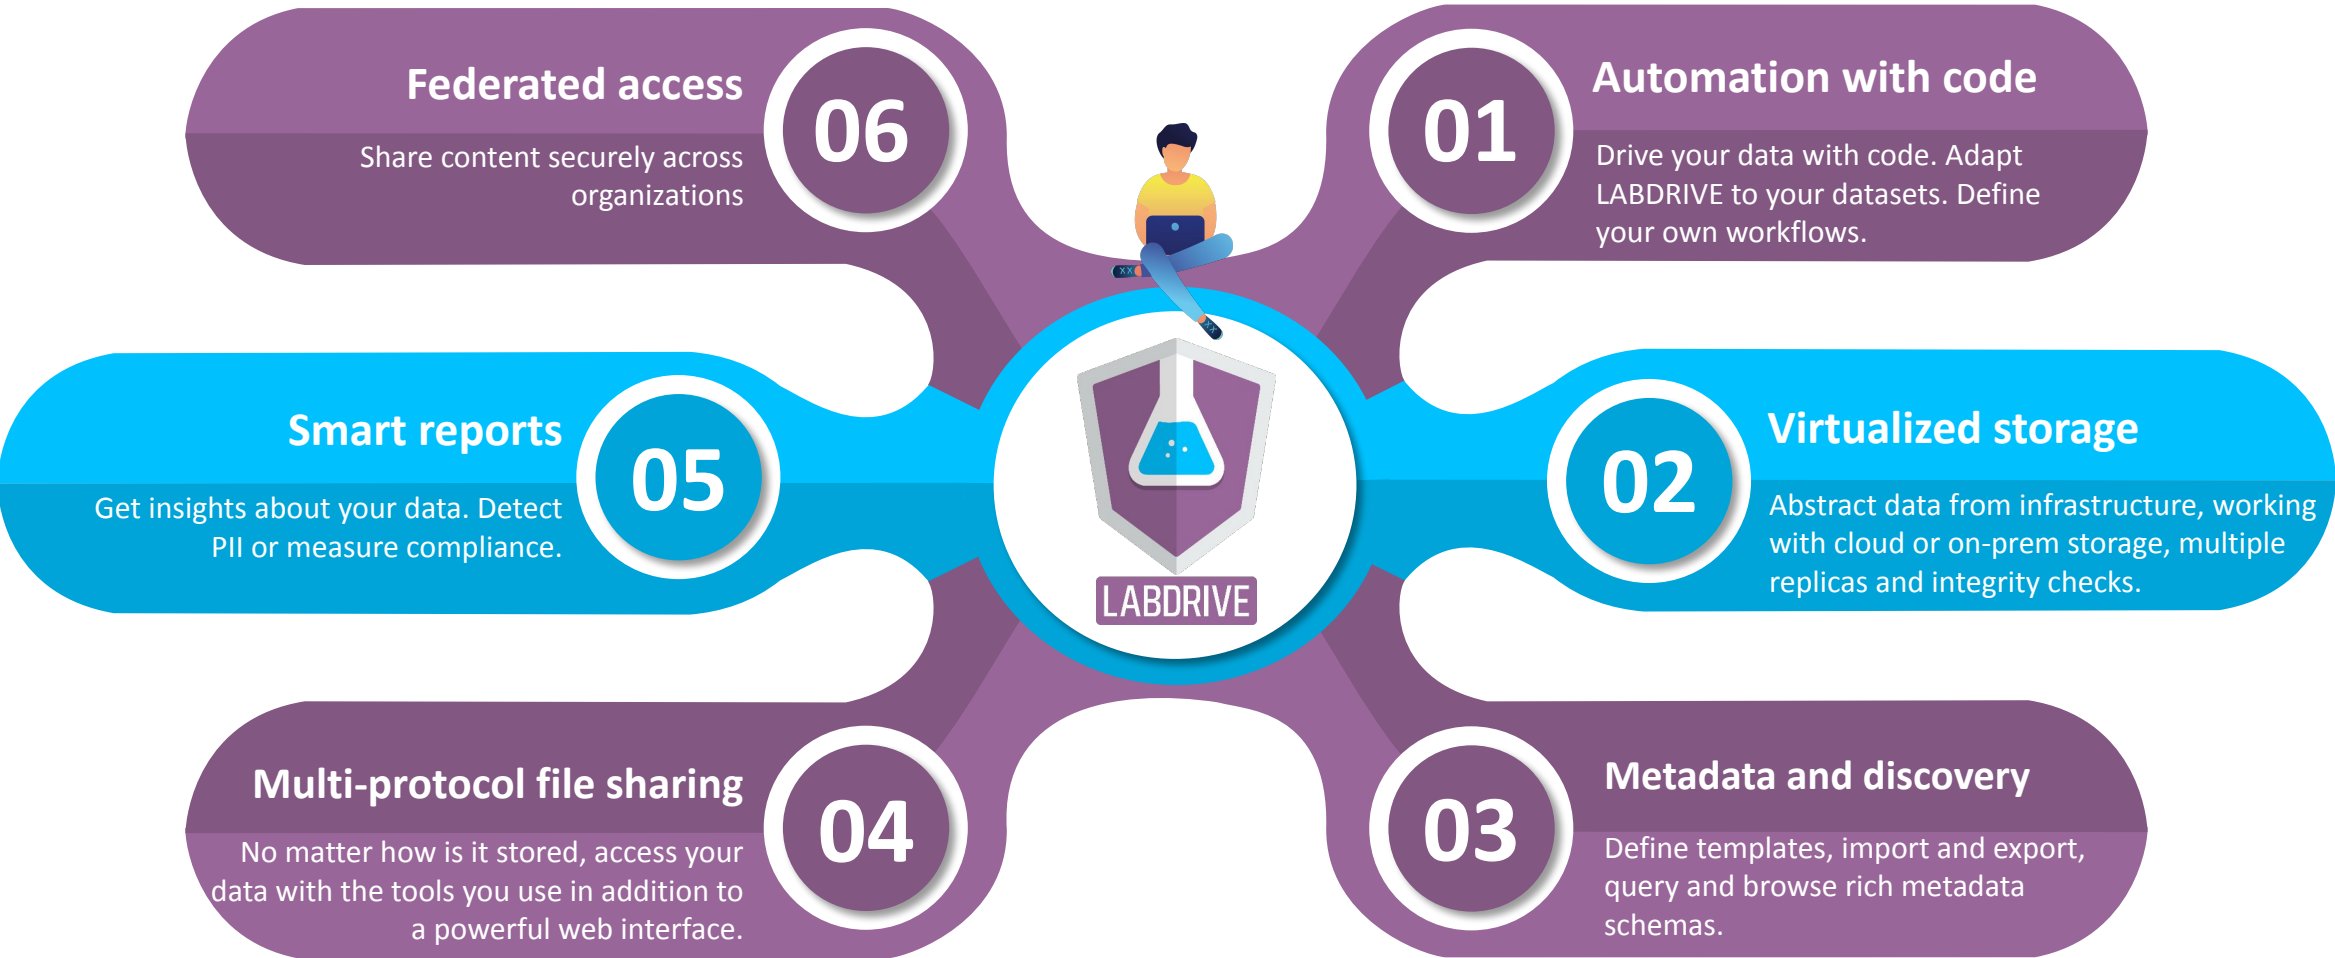 Automation with code
01
Drive your data with code. Adapt
LABDRIVE to your datasets. Define
your own workflows.
Virtualized storage
02
Abstract data from infrastructure, working
with cloud or on-prem storage, multiple
replicas and integrity checks.
Metadata and discovery
03
Define templates, import and export,
query and browse rich metadata
schemas.
Multi-protocol file sharing
04
No matter how is it stored, access your
data with the tools you use in addition to
a powerful web interface.
Smart reports
05
Get insights about your data. Detect
PII or measure compliance.
Federated access
06
Share content securely across
organizations
LABDRIVE